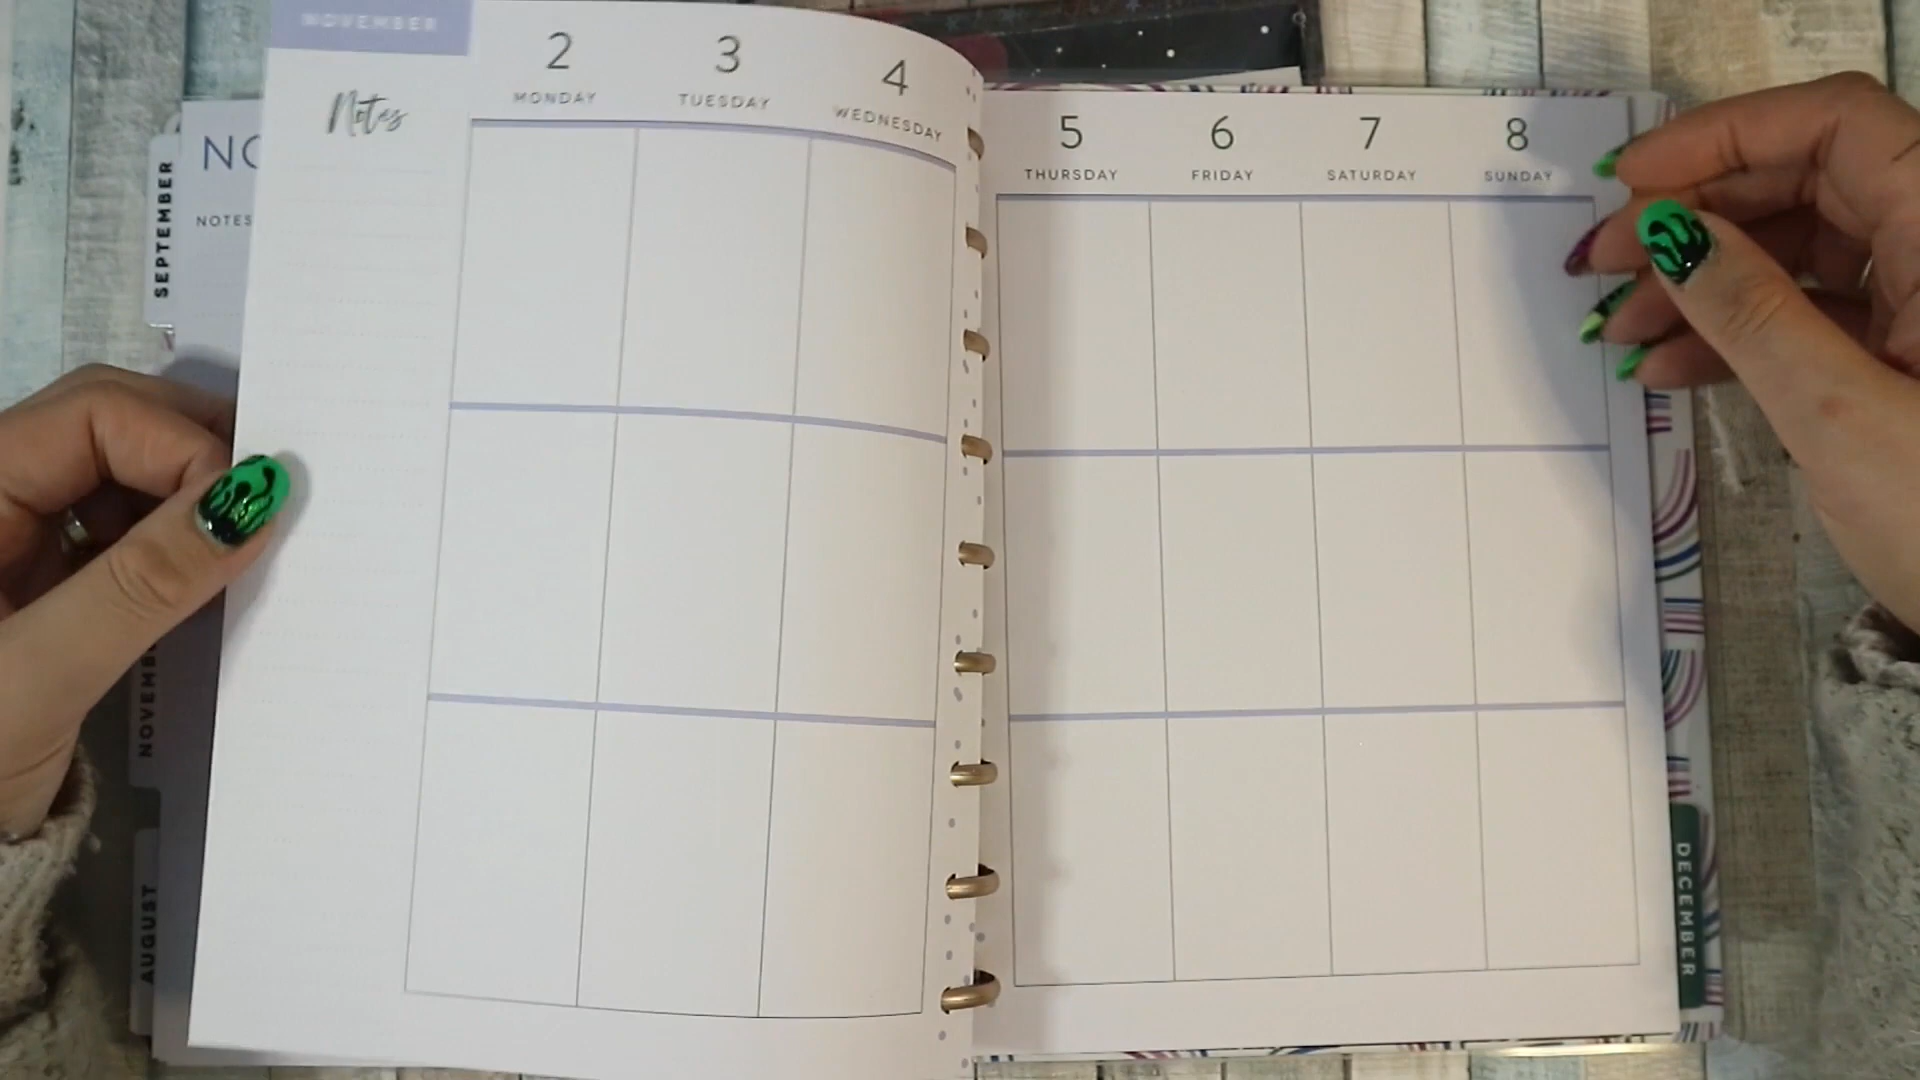 NOVEMBER
2 3 4
MONDAY TUESDAY WEDNESDAY
Notes
5 6 7 8
THURSDAY FRIDAY SATURDAY SUNDAY
SEPTEMBER
NO
NOTES
NOVEMB
AUGUST
DECEMBER